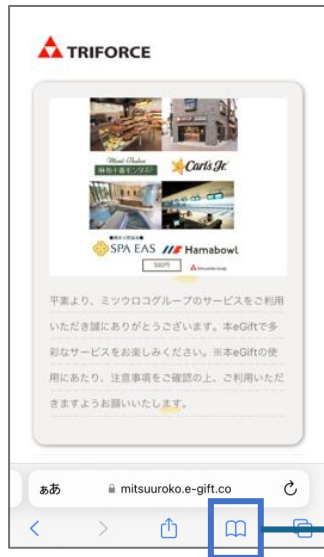 TRIFORCE
Mont-Thabor
麻布十番モンタボー
Carl's Jr.
SPA EAS
Hamabowl
500円
平素より、ミツウロコグループのサービスをご利用
いただき誠にありがとうございます。本eGiftで多
彩なサービスをお楽しみください。※本eGiftの使
用にあたり、注意事項をご確認の上、ご利用いただ
きますようお願いいたします。
ぁあ
mitsuuroko.e-gift.co